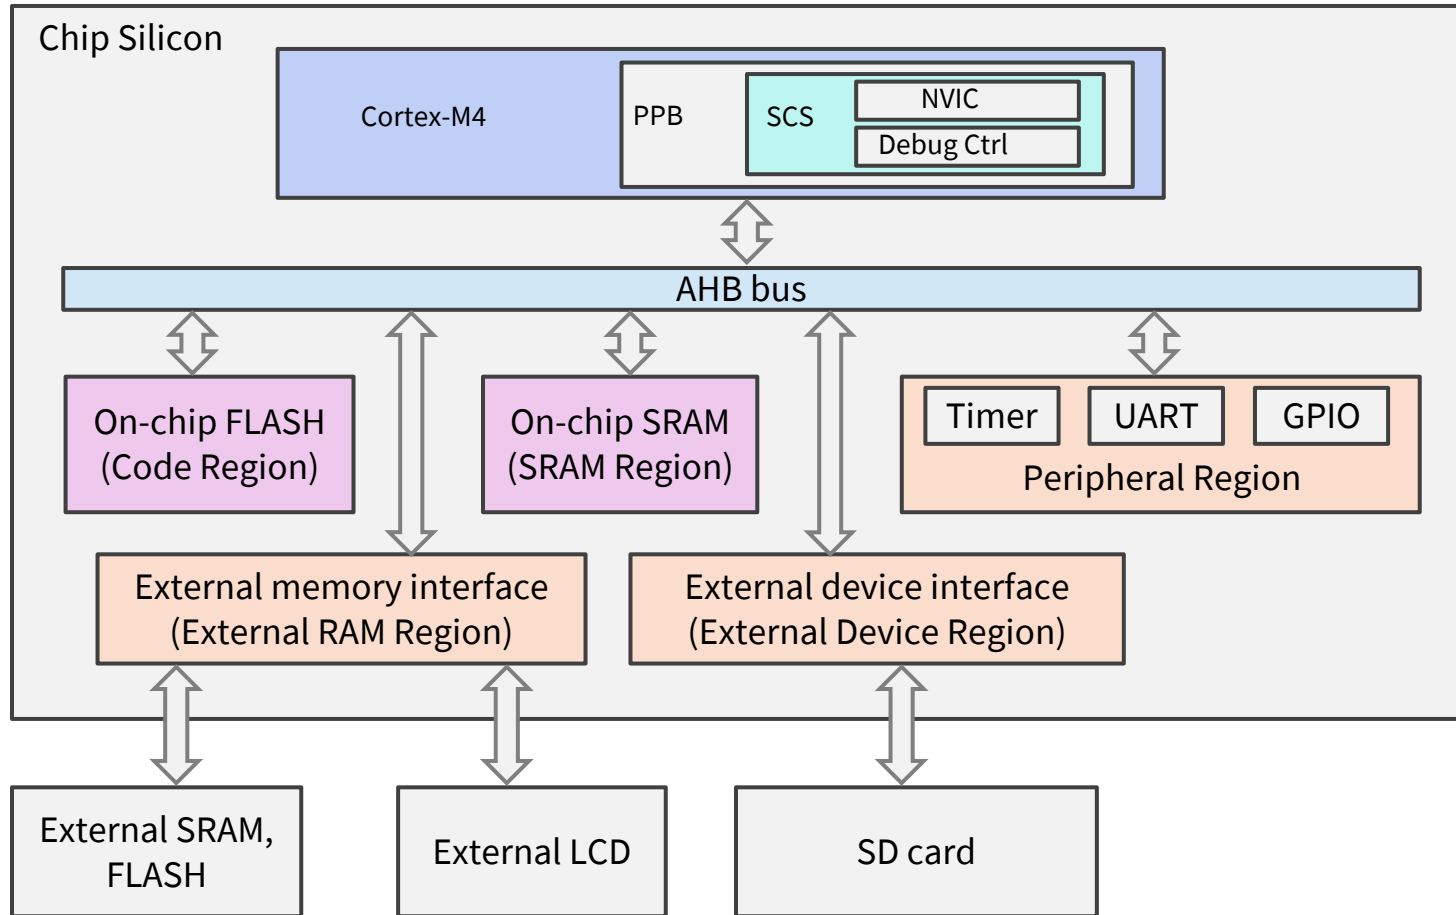 Chip Silicon
Cortex-M4
PPB
SCS
NVIC
Debug Ctrl
AHB bus
On-chip FLASH
(Code Region)
On-chip SRAM
(SRAM Region)
Timer
UART
GPIO
Peripheral Region
External memory interface
(External RAM Region)
External device interface
(External Device Region)
External SRAM,
FLASH
External LCD
SD card